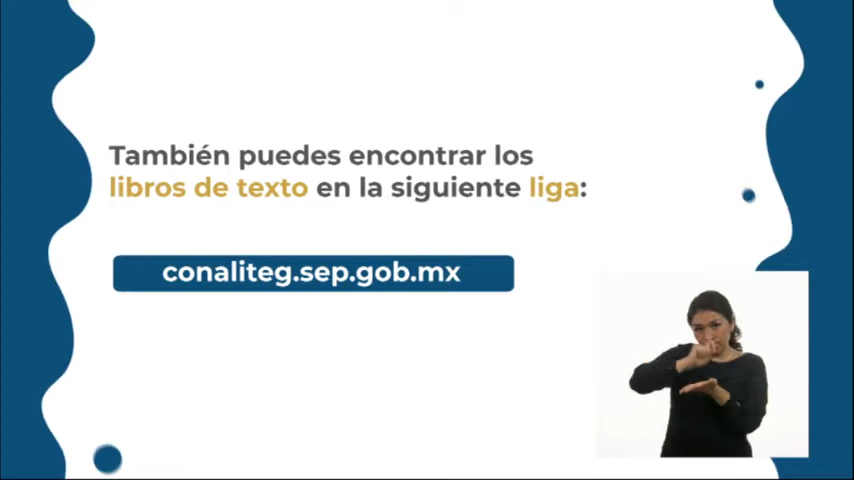 También puedes encontrar los
libros de texto en la siguiente liga:
conaliteg.sep.gob.mx